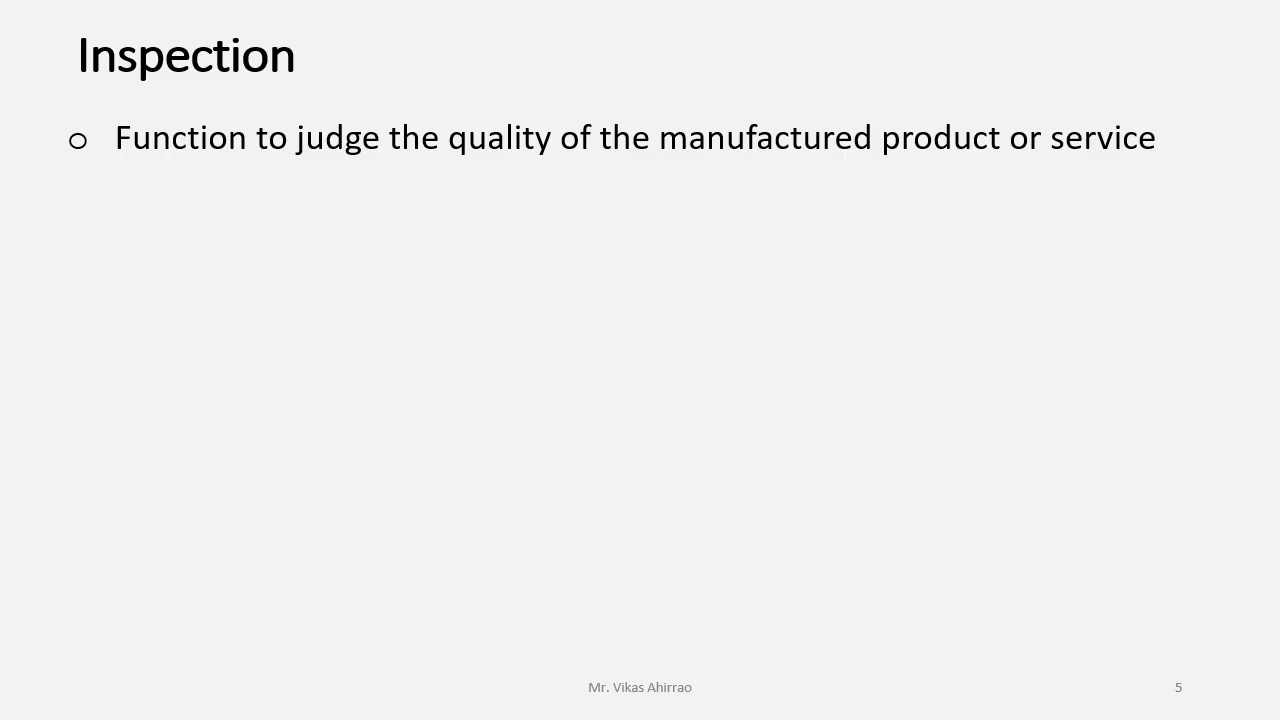 Inspection
o Function to judge the quality of the manufactured product or service
Mr. Vikas Ahirrao
5